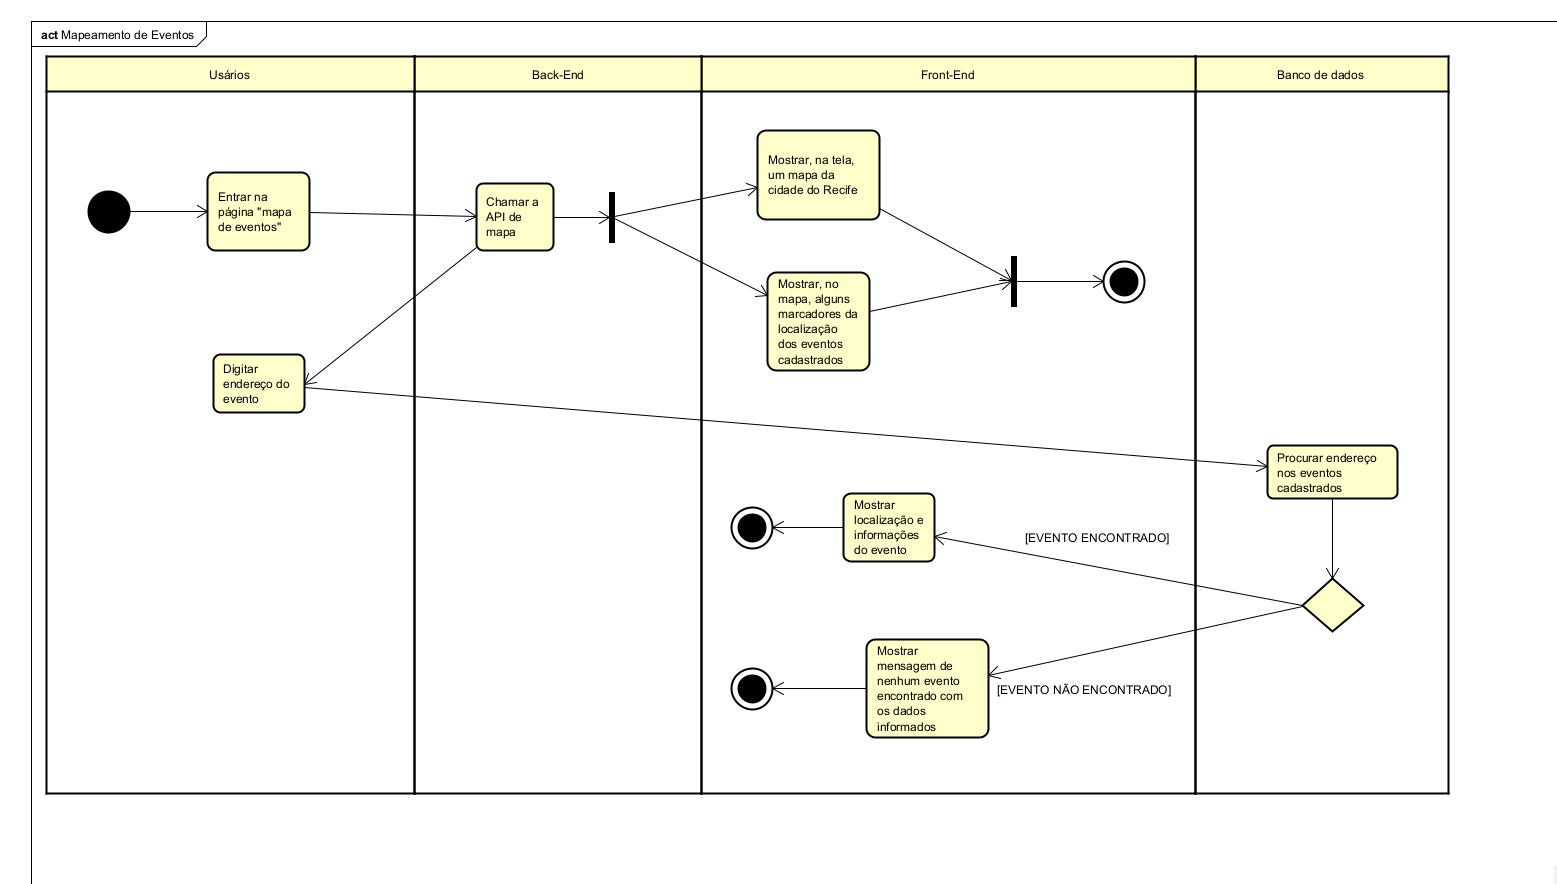 act Mapeamento de Eventos
Usários
Back-End
Front-End
Banco de dados
Entrar na
página "mapa
de eventos"
Chamar a
API de
mapa
Mostrar, na tela,
um mapa da
cidade do Recife
Mostrar, no
mapa, alguns
marcadores da
localização
dos eventos
cadastrados
Digitar
endereço do
evento
Procurar endereço
nos eventos
cadastrados
Mostrar
localização e
informações
do evento
[EVENTO ENCONTRADO]
Mostrar
mensagem de
nenhum evento
encontrado com
os dados
informados
[EVENTO NÃO ENCONTRADO]